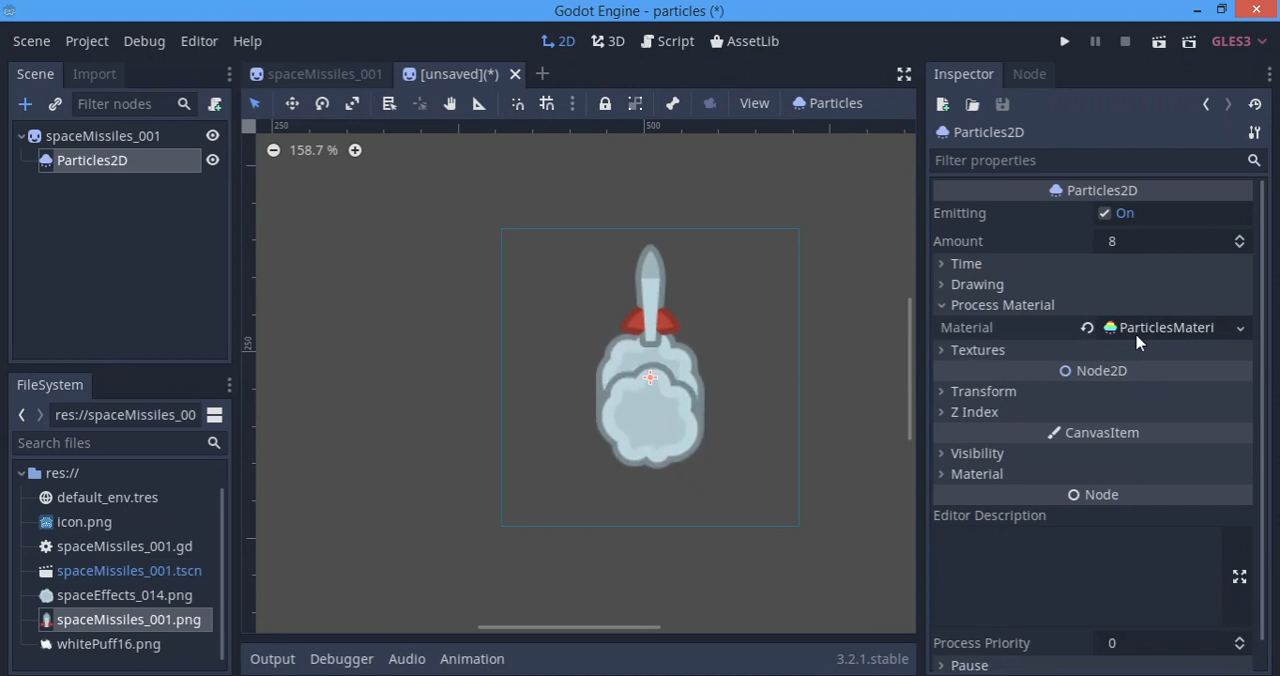 Godot Engine - particles (*)
Scene Project Debug Editor Help
2D 3D Script AssetLib
GLES3
Scene Import
Filter nodes
spaceMissiles_001
Particles2D
FileSystem
res://spaceMissiles_00
Search files
res://
default_env.tres
icon.png
spaceMissiles_001.gd
spaceMissiles_001.tscn
spaceEffects_014.png
spaceMissiles_001.png
whitePuff16.png
spaceMissiles_001 [unsaved](*)
View Particles
250 500
158.7 %
250
Output Debugger Audio Animation 3.2.1.stable
Inspector Node
Particles2D
Filter properties
Particles2D
Emitting On
Amount 8
Time
Drawing
Process Material
Material ParticlesMateri
Textures
Node2D
Transform
Z Index
CanvasItem
Visibility
Material
Node
Editor Description
Process Priority 0
Pause